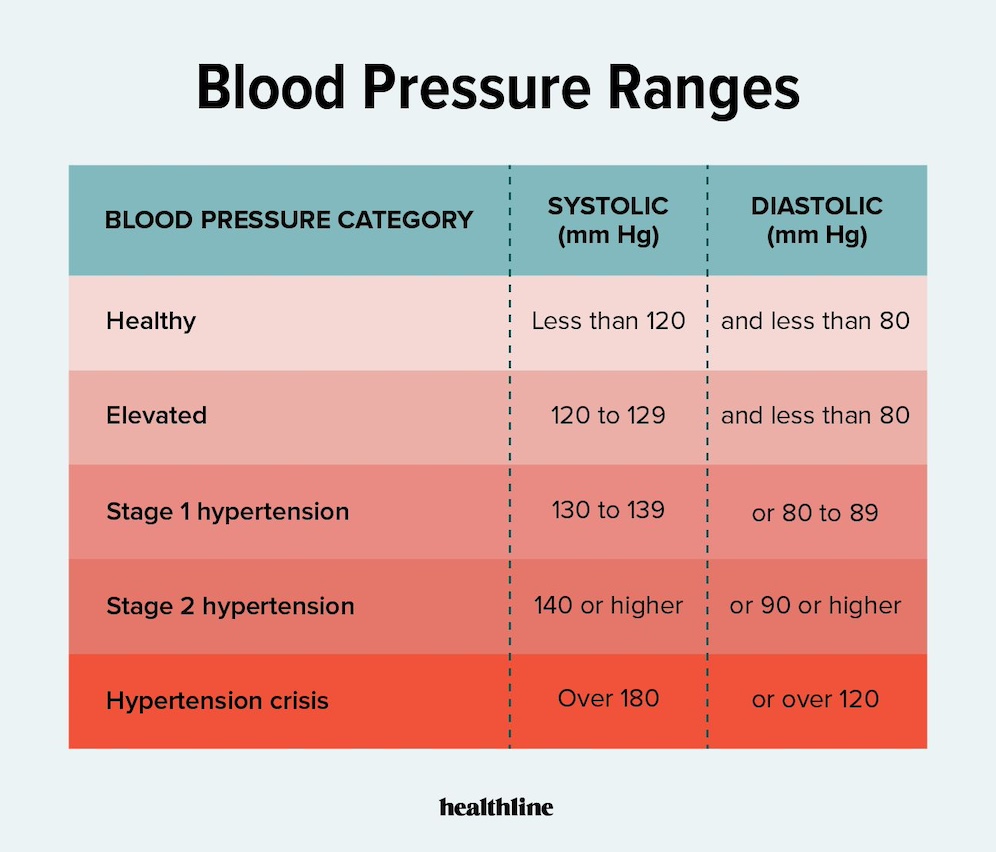 Blood Pressure Ranges
BLOOD PRESSURE CATEGORY
SYSTOLIC
(mm Hg)
DIASTOLIC
(mm Hg)
Healthy
Less than 120
and less than 80
Elevated
120 to 129
and less than 80
Stage 1 hypertension
130 to 139
or 80 to 89
Stage 2 hypertension
140 or higher
or 90 or higher
Hypertension crisis
Over 180
or over 120
healthline